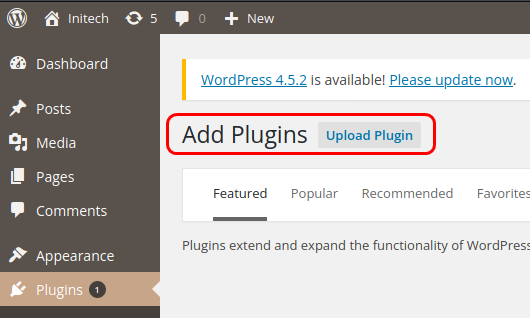 Initech 5 0 New
Dashboard
WordPress 4.5.2 is available! Please update now.
Posts
Add Plugins Upload Plugin
Media
Pages
Featured Popular Recommended Favorites
Comments
Plugins extend and expand the functionality of WordPress
Appearance
Plugins 1